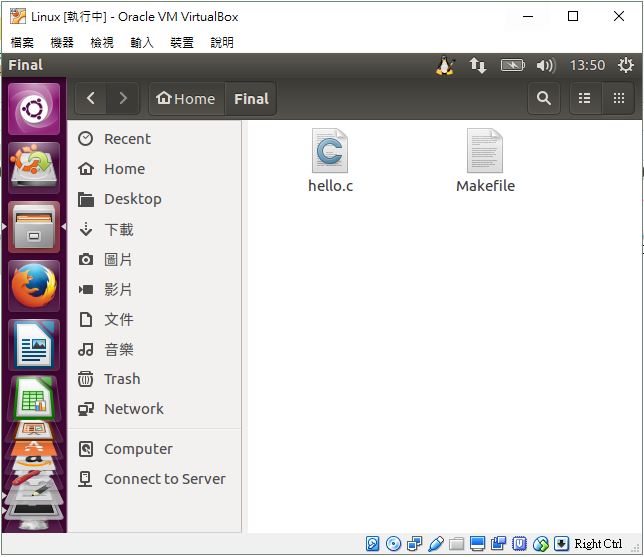 Linux [執行中] - Oracle VM VirtualBox
檔案 機器 檢視 輸入 裝置 說明
Final 13:50
Home Final
Recent
Home
Desktop
下載
圖片
影片
文件
音樂
Trash
Network
Computer
Connect to Server
hello.c Makefile
Right Ctrl